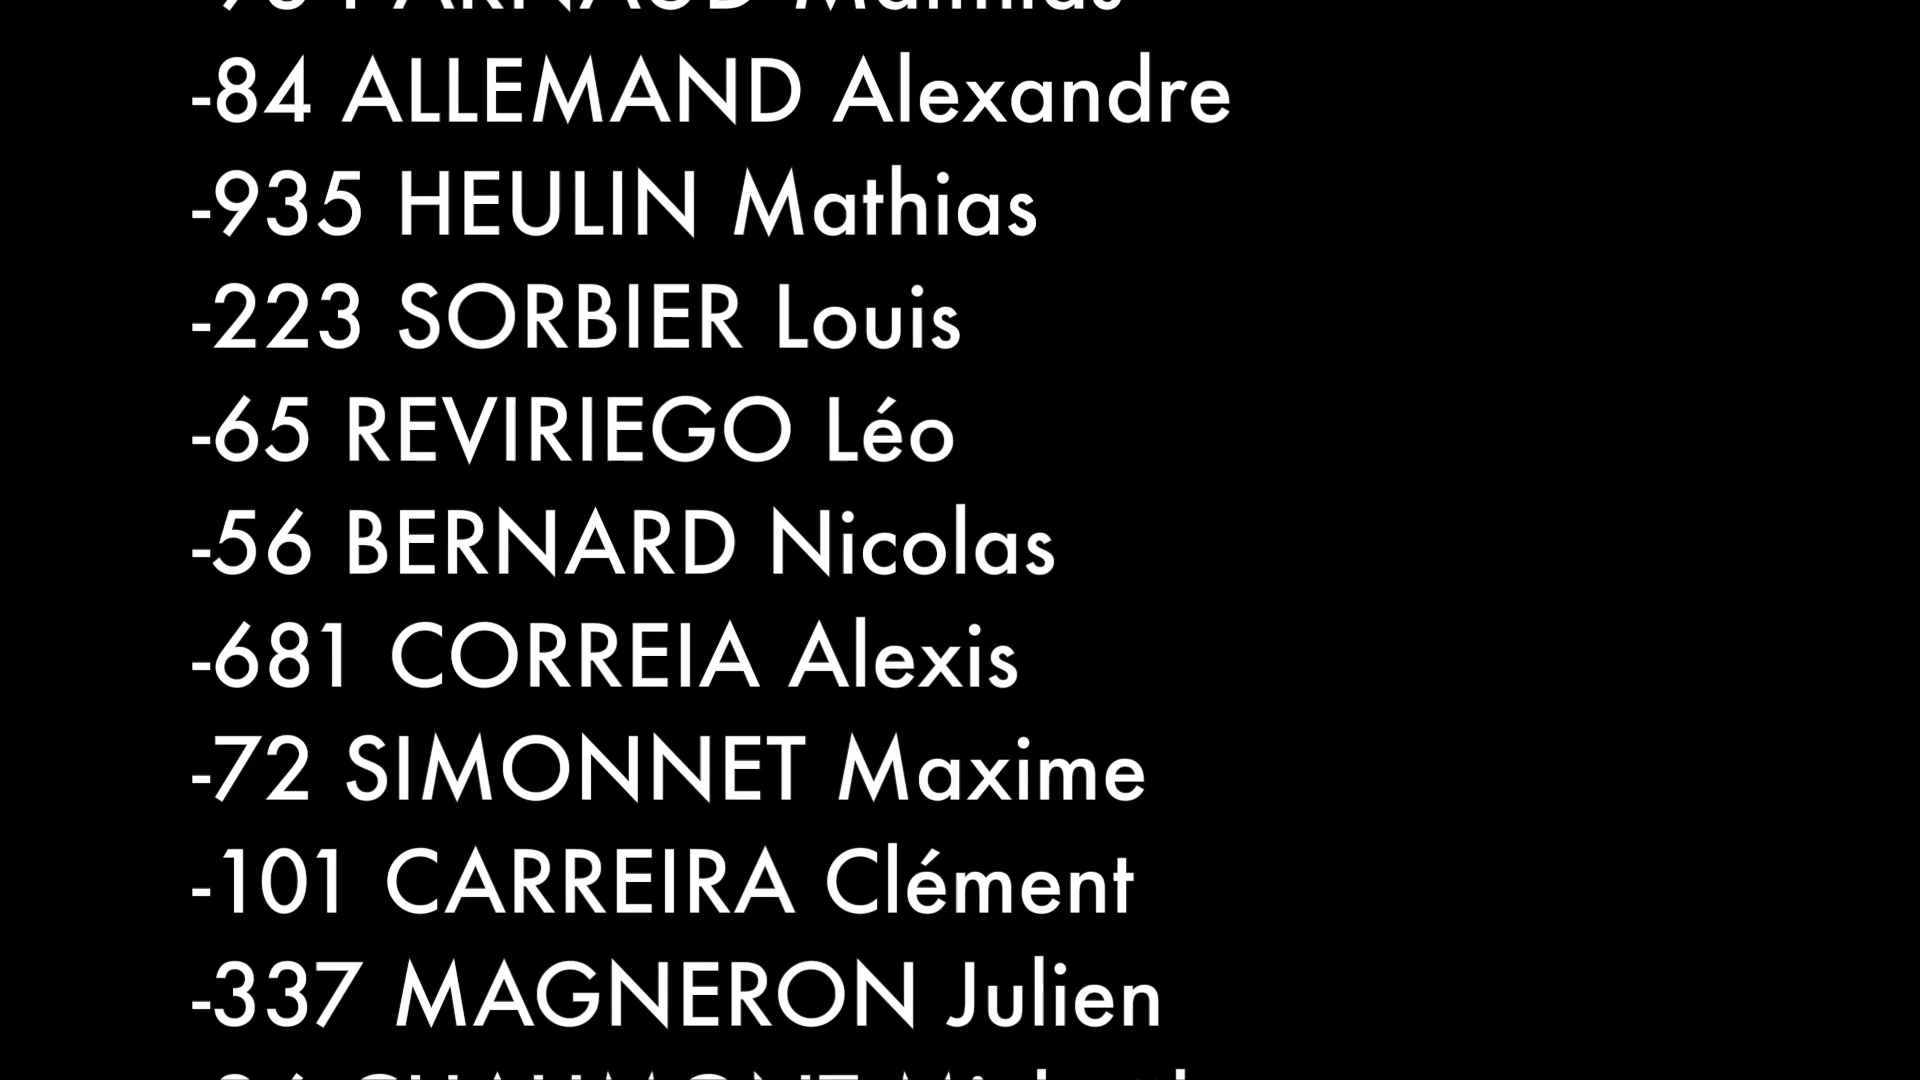 -84 ALLEMAND Alexandre
-935 HEULIN Mathias
-223 SORBIER Louis
-65 REVIRIEGO Léo
-56 BERNARD Nicolas
-681 CORREIA Alexis
-72 SIMONNET Maxime
-101 CARREIRA Clément
-337 MAGNERON Julien